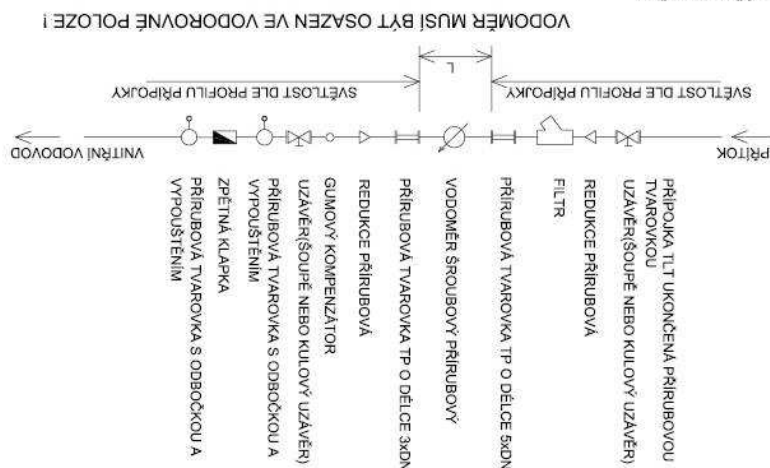 VODOMĚR MUSÍ BÝT OSAZEN VE VODOROVNÉ POLOZE !
L
SVĚTLOST DLE PROFILU PŘÍPOJKY
SVĚTLOST DLE PROFILU PŘÍPOJKY
PŘÍTOK
VNITŘNÍ VODOVOD
PŘÍPOJKA TLT UKONČENÁ PŘÍRUBOVOU
TVAROVKOU
UZÁVĚR(ŠOUPĚ NEBO KULOVÝ UZÁVĚR)
REDUKCE PŘÍRUBOVÁ
FILTR
PŘÍRUBOVÁ TVAROVKA TP O DÉLCE 5xDN
VODOMĚR ŠROUBOVÝ PŘÍRUBOVÝ
PŘÍRUBOVÁ TVAROVKA TP O DÉLCE 3xDN
REDUKCE PŘÍRUBOVÁ
GUMOVÝ KOMPENZÁTOR
UZÁVĚR(ŠOUPĚ NEBO KULOVÝ UZÁVĚR)
PŘÍRUBOVÁ TVAROVKA S ODBOČKOU A
VYPOUŠTĚNÍM
ZPĚTNÁ KLAPKA
PŘÍRUBOVÁ TVAROVKA S ODBOČKOU A
VYPOUŠTĚNÍM